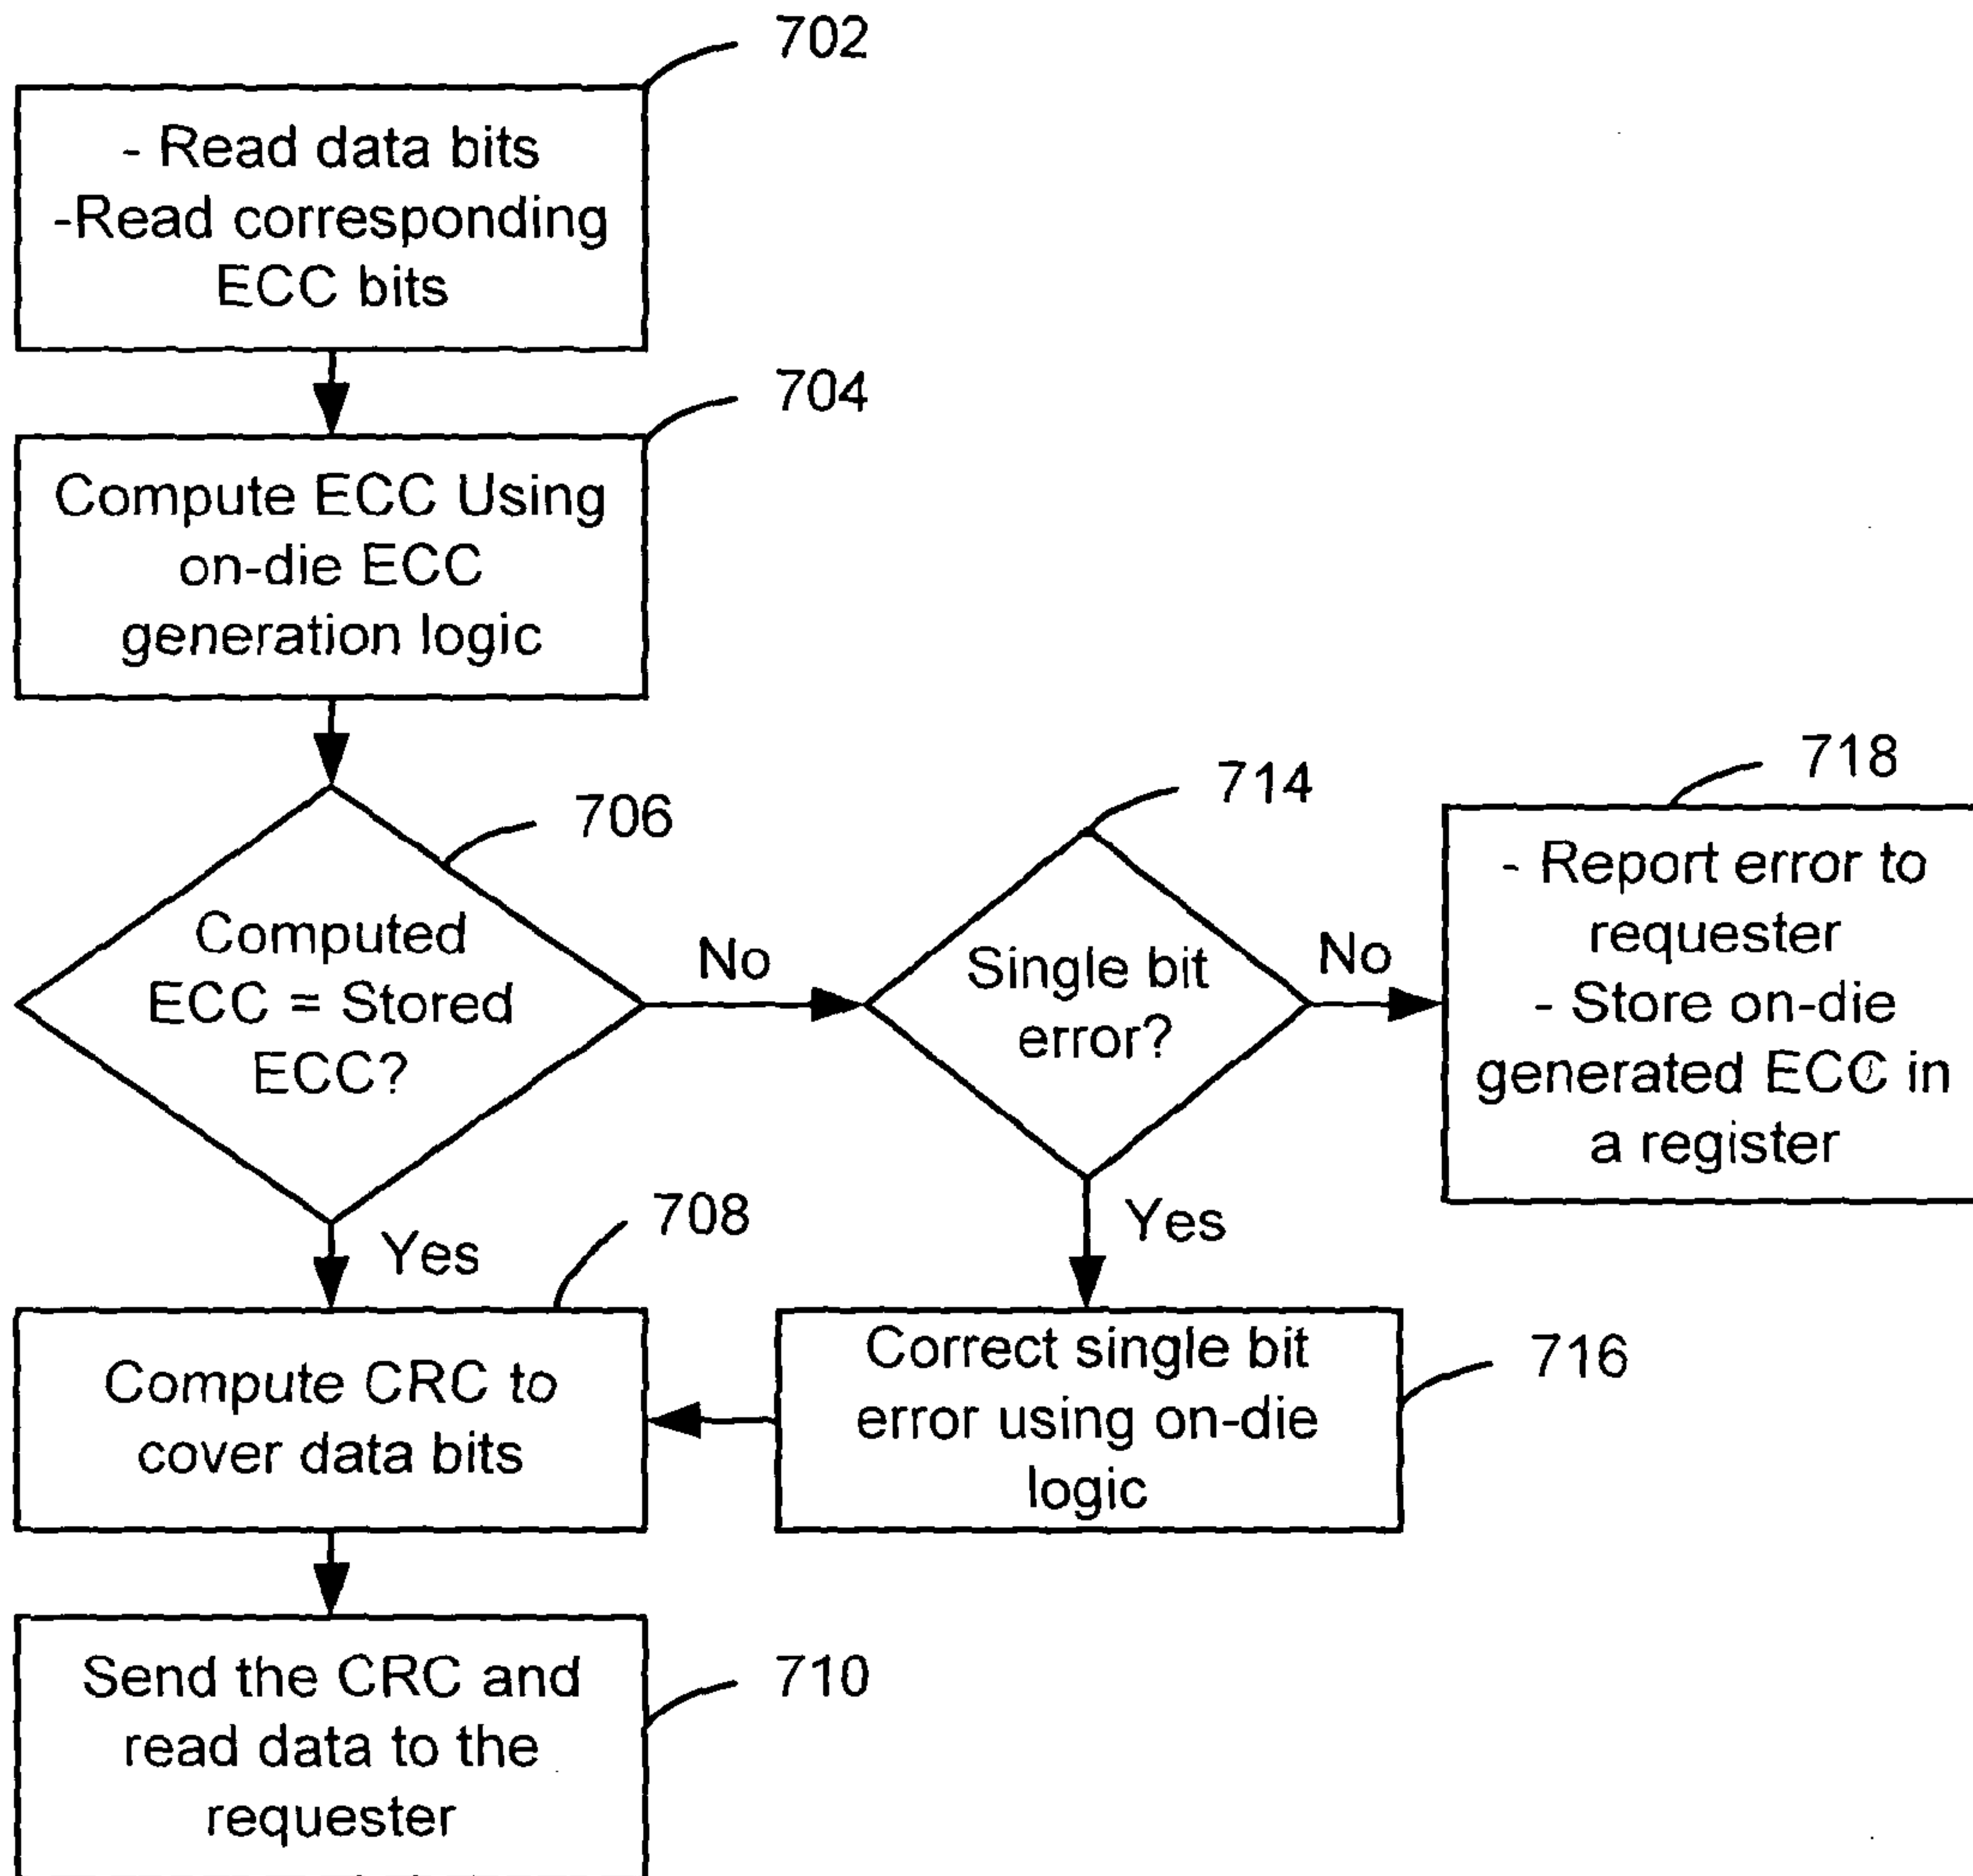 702
- Read data bits
-Read corresponding
ECC bits
704
Compute ECC Using
on-die ECC
generation logic
706
Computed
ECC = Stored
ECC?
No
714
Single bit
error?
No
718
- Report error to
requester
- Store on-die
generated ECC in
a register
Yes
708
Compute CRC to
cover data bits
Yes
Correct single bit
error using on-die
logic
716
Send the CRC and
read data to the
requester
710